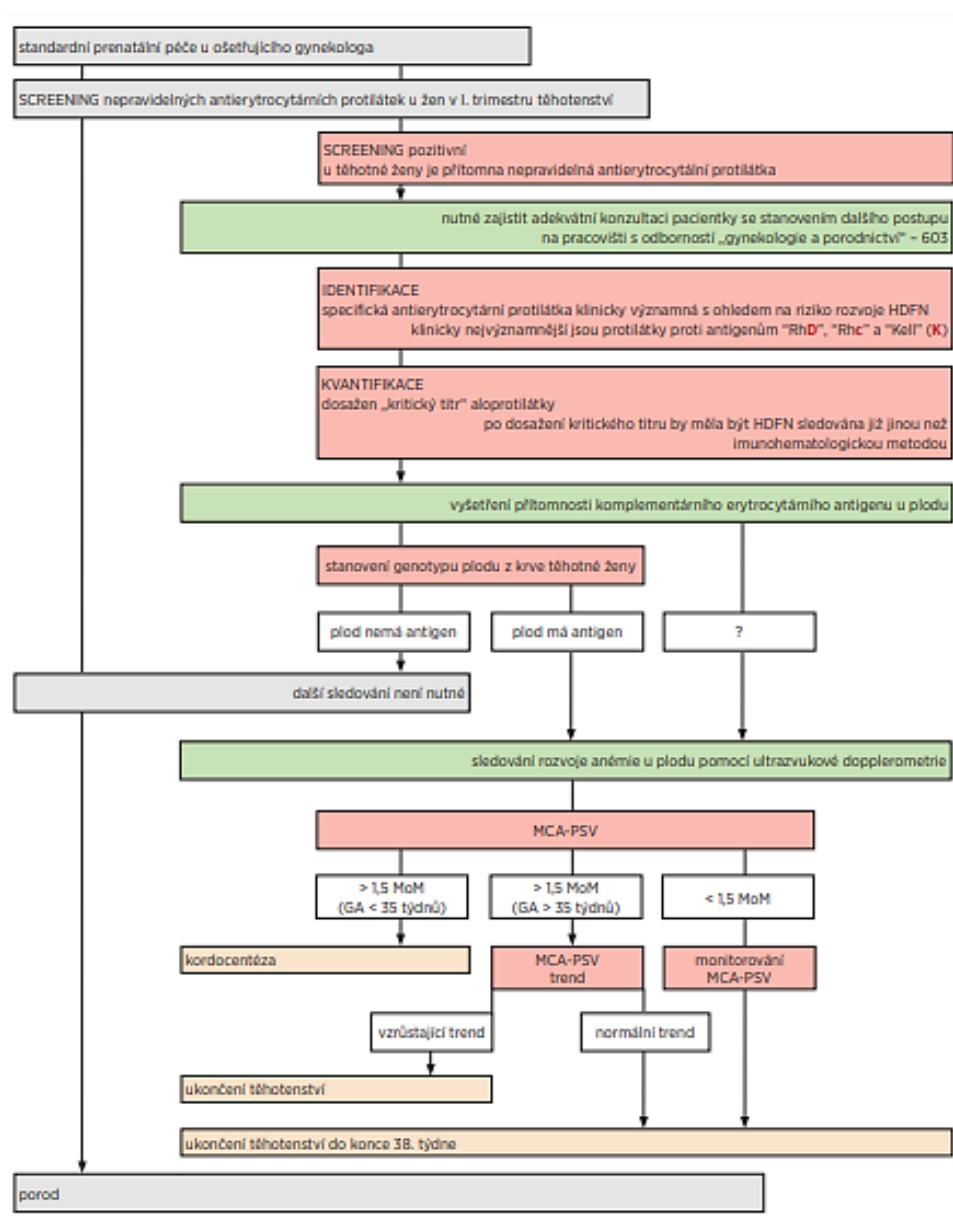 standardní prenatální péče u ošetřujícího gynekologa
SCREENING nepravidelných antierytrocytárních protilátek u žen v I. trimestru těhotenství
SCREENING pozitivní
u těhotné ženy je přítomna nepravidelná antierytrocytální protilátka
nutné zajistit adekvátní konzultaci pacientky se stanovením dalšího postupu
na pracovišti s odborností „gynekologie a porodnictví“ – 603
IDENTIFIKACE
specifická antierytrocytární protilátka klinicky významná s ohledem na riziko rozvoje HDFN
klinicky nejvýznamnější jsou protilátky proti antigenům "RhD", "Rhc" a "Kell" (K)
KVANTIFIKACE
dosažen „kritický titr“ aloprotilátky
po dosažení kritického titru by měla být HDFN sledována již jinou než
imunohematologickou metodou
vyšetření přítomnosti komplementárního erytrocytárního antigenu u plodu
stanovení genotypu plodu z krve těhotné ženy
plod nemá antigen
plod má antigen
?
další sledování není nutné
sledování rozvoje anémie u plodu pomocí ultrazvukové dopplerometrie
MCA-PSV
> 1,5 MoM
(GA < 35 týdnů)
> 1,5 MoM
(GA > 35 týdnů)
< 1,5 MoM
kordocentéza
MCA-PSV
trend
monitorování
MCA-PSV
vzrůstající trend
normální trend
ukončení těhotenství
ukončení těhotenství do konce 38. týdne
porod